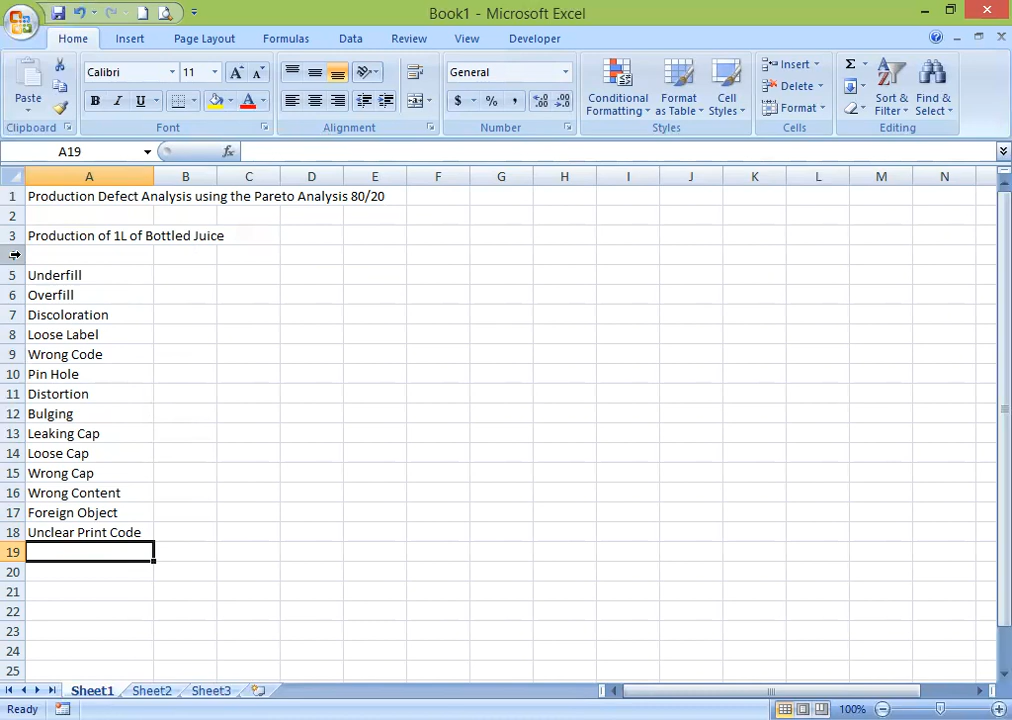 Book1 - Microsoft Excel
Home Insert Page Layout Formulas Data Review View Developer
Paste
Clipboard
Calibri 11
B I U A
Font
Alignment
General
$ % ,
Number
Conditional Formatting
Format as Table
Cell Styles
Styles
Insert
Delete
Format
Cells
Σ
Sort & Filter
Find & Select
Editing
A19 fx
A B C D E F G H I J K L M N
1 Production Defect Analysis using the Pareto Analysis 80/20
2
3 Production of 1L of Bottled Juice
5 Underfill
6 Overfill
7 Discoloration
8 Loose Label
9 Wrong Code
10 Pin Hole
11 Distortion
12 Bulging
13 Leaking Cap
14 Loose Cap
15 Wrong Cap
16 Wrong Content
17 Foreign Object
18 Unclear Print Code
19
20
21
22
23
24
25
Sheet1 Sheet2 Sheet3
Ready 100%